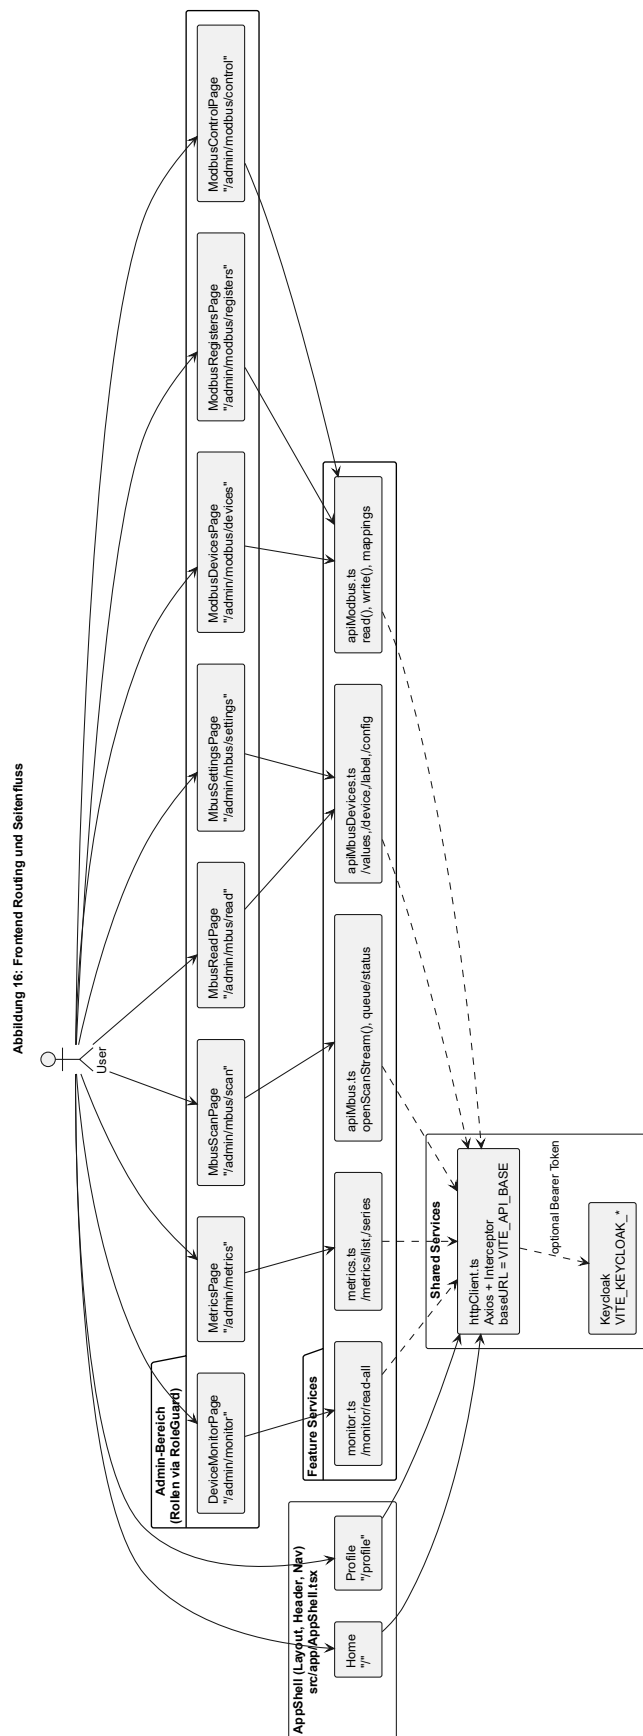 Abbildung 16: Frontend Routing und Seitenfluss
User
Admin-Bereich
(Rollen via RoleGuard)
DeviceMonitorPage
"/admin/monitor"
MetricsPage
"/admin/metrics"
MbusScanPage
"/admin/mbus/scan"
MbusReadPage
"/admin/mbus/read"
MbusSettingsPage
"/admin/mbus/settings"
ModbusDevicesPage
"/admin/modbus/devices"
ModbusRegistersPage
"/admin/modbus/registers"
ModbusControlPage
"/admin/modbus/control"
AppShell (Layout, Header, Nav)
src/app/AppShell.tsx
Home
"/"
Profile
"/profile"
Feature Services
monitor.ts
/monitor/read-all
metrics.ts
/metrics/list,/series
apiMbus.ts
openScanStream(), queue/status
apiMbusDevices.ts
/values,/device,/label,/config
apiModbus.ts
read(), write(), mappings
Shared Services
httpClient.ts
Axios + Interceptor
baseURL = VITE_API_BASE
optional Bearer Token
Keycloak
VITE_KEYCLOAK_*